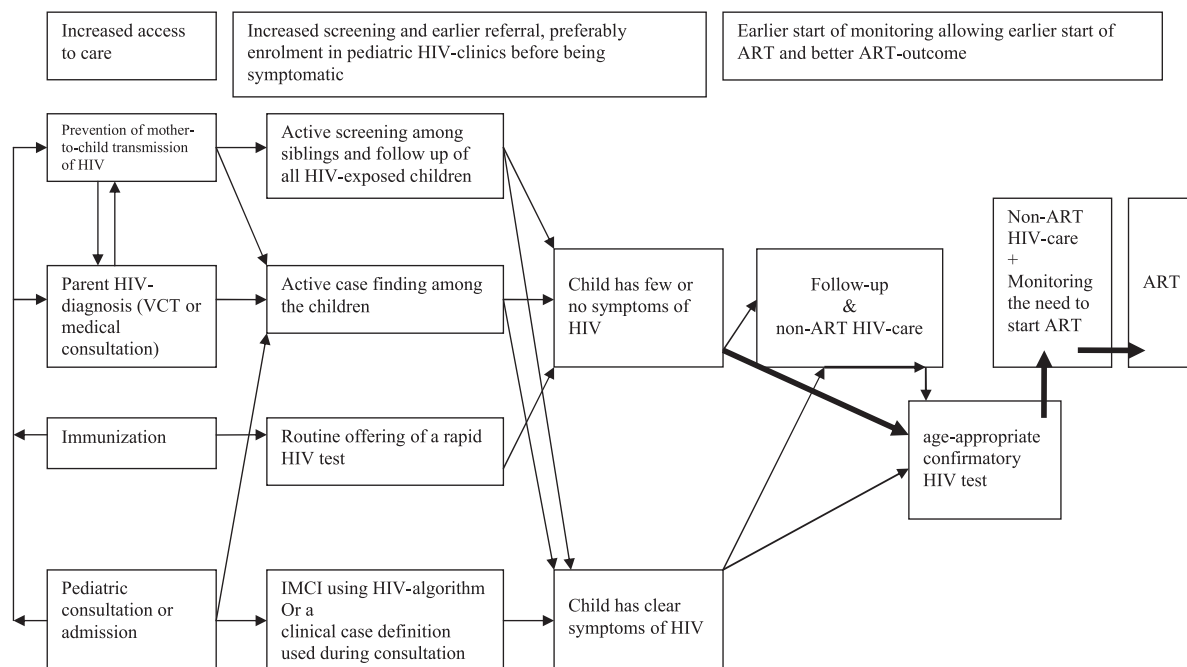 Increased access
to care
Increased screening and earlier referral, preferably
enrolment in pediatric HIV-clinics before being
symptomatic
Earlier start of monitoring allowing earlier start of
ART and better ART-outcome
Prevention of mother-
to-child transmission
of HIV
Active screening among
siblings and follow up of
all HIV-exposed children
Parent HIV-
diagnosis (VCT or
medical
consultation)
Active case finding among
the children
Child has few or
no symptoms of
HIV
Follow-up
&
non-ART HIV-care
Non-ART
HIV-care
+
Monitoring
the need to
start ART
ART
Immunization
Routine offering of a rapid
HIV test
age-appropriate
confirmatory
HIV test
Pediatric
consultation or
admission
IMCI using HIV-algorithm
Or a
clinical case definition
used during consultation
Child has clear
symptoms of HIV